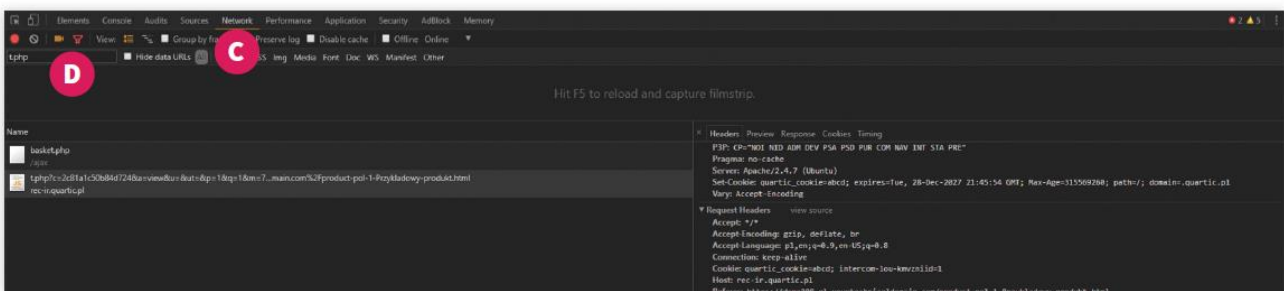 Elements Console Audits Sources Network Performance Application Security AdBlock Memory 2 5
View: Group by fra Preserve log Disable cache Offline Online
C
t.php Hide data URLs SS Img Media Font Doc WS Manifest Other
D
Hit F5 to reload and capture filmstrip.
Name
basket.php
/ajax
t.php?c=2c81a1c50b84d724&a=view&u=&ut=&p=1&q=1&m=7...main.com%2Fproduct-pol-1-Przykladowy-produkt.html
rec-ir.quartic.pl
Headers Preview Response Cookies Timing
P3P: CP="NOI NID ADM DEV PSA PSD PUR COM NAV INT STA PRE"
Pragma: no-cache
Server: Apache/2.4.7 (Ubuntu)
Set-Cookie: quartic_cookie=abcd; expires=Tue, 28-Dec-2027 21:45:54 GMT; Max-Age=315569260; path=/; domain=.quartic.pl
Vary: Accept-Encoding
Request Headers view source
Accept: */*
Accept-Encoding: gzip, deflate, br
Accept-Language: pl,en;q=0.9,en-US;q=0.8
Connection: keep-alive
Cookie: quartic_cookie=abcd; intercom-lou-kmvzniid=1
Host: rec-ir.quartic.pl